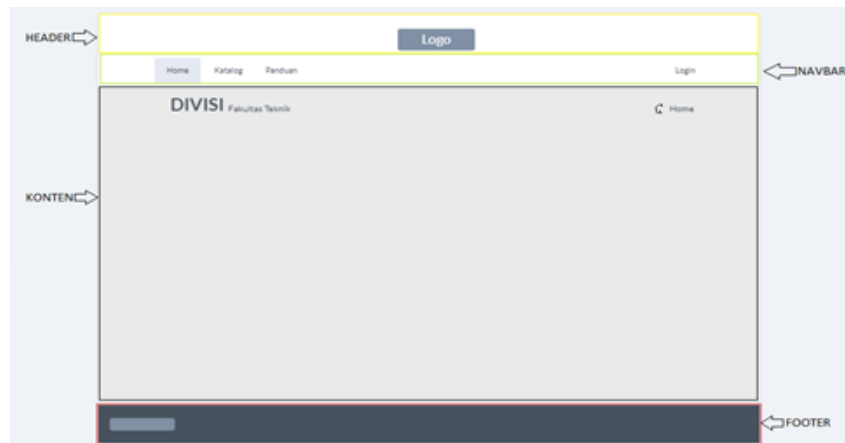 HEADER
Logo
Home Katalog Panduan Login
NAVBAR
DIVISI Fakultas Teknik
Home
KONTEN
FOOTER